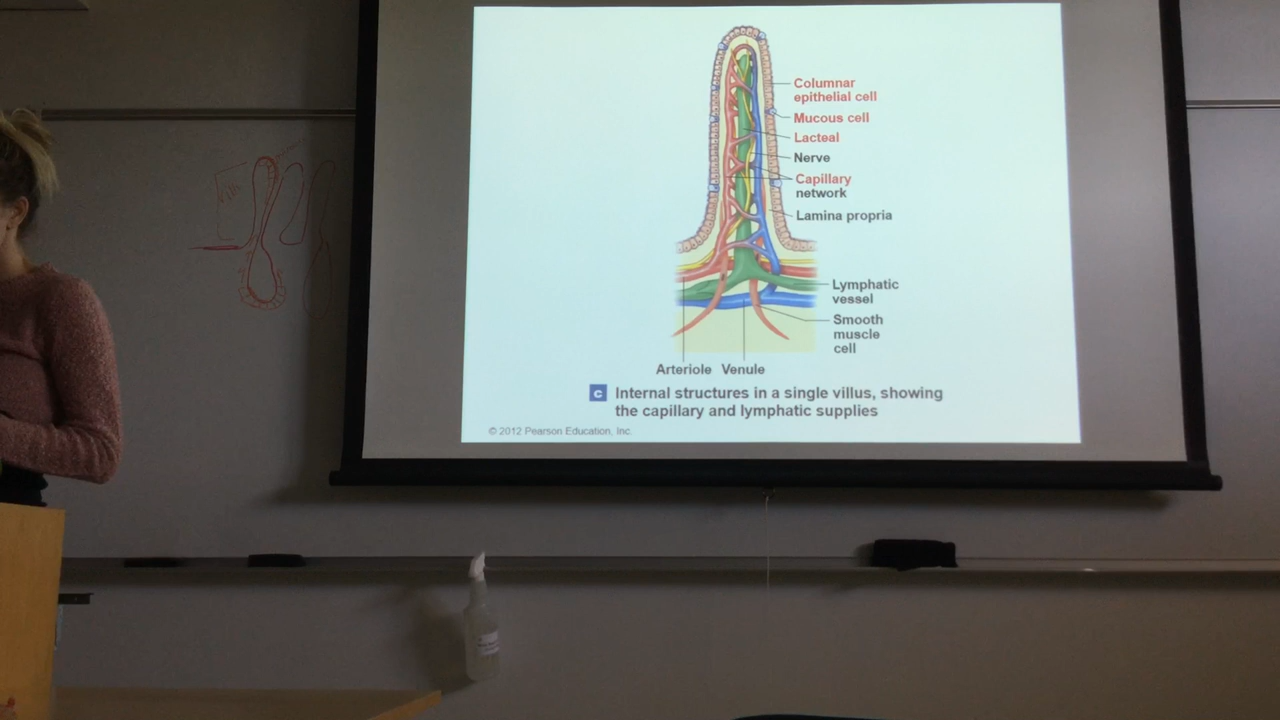 Columnar
epithelial cell
Mucous cell
Lacteal
Nerve
Capillary
network
Lamina propria
Lymphatic
vessel
Smooth
muscle
cell
Arteriole Venule
c Internal structures in a single villus, showing
the capillary and lymphatic supplies
© 2012 Pearson Education, Inc.